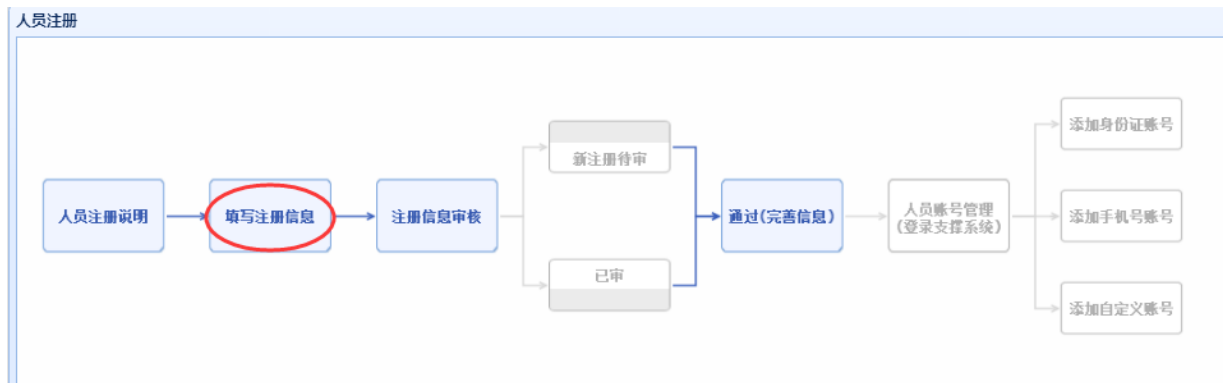 人员注册
人员注册说明
填写注册信息
注册信息审核
新注册待审
已审
通过(完善信息)
人员账号管理
(登录支撑系统)
添加身份证账号
添加手机号账号
添加自定义账号